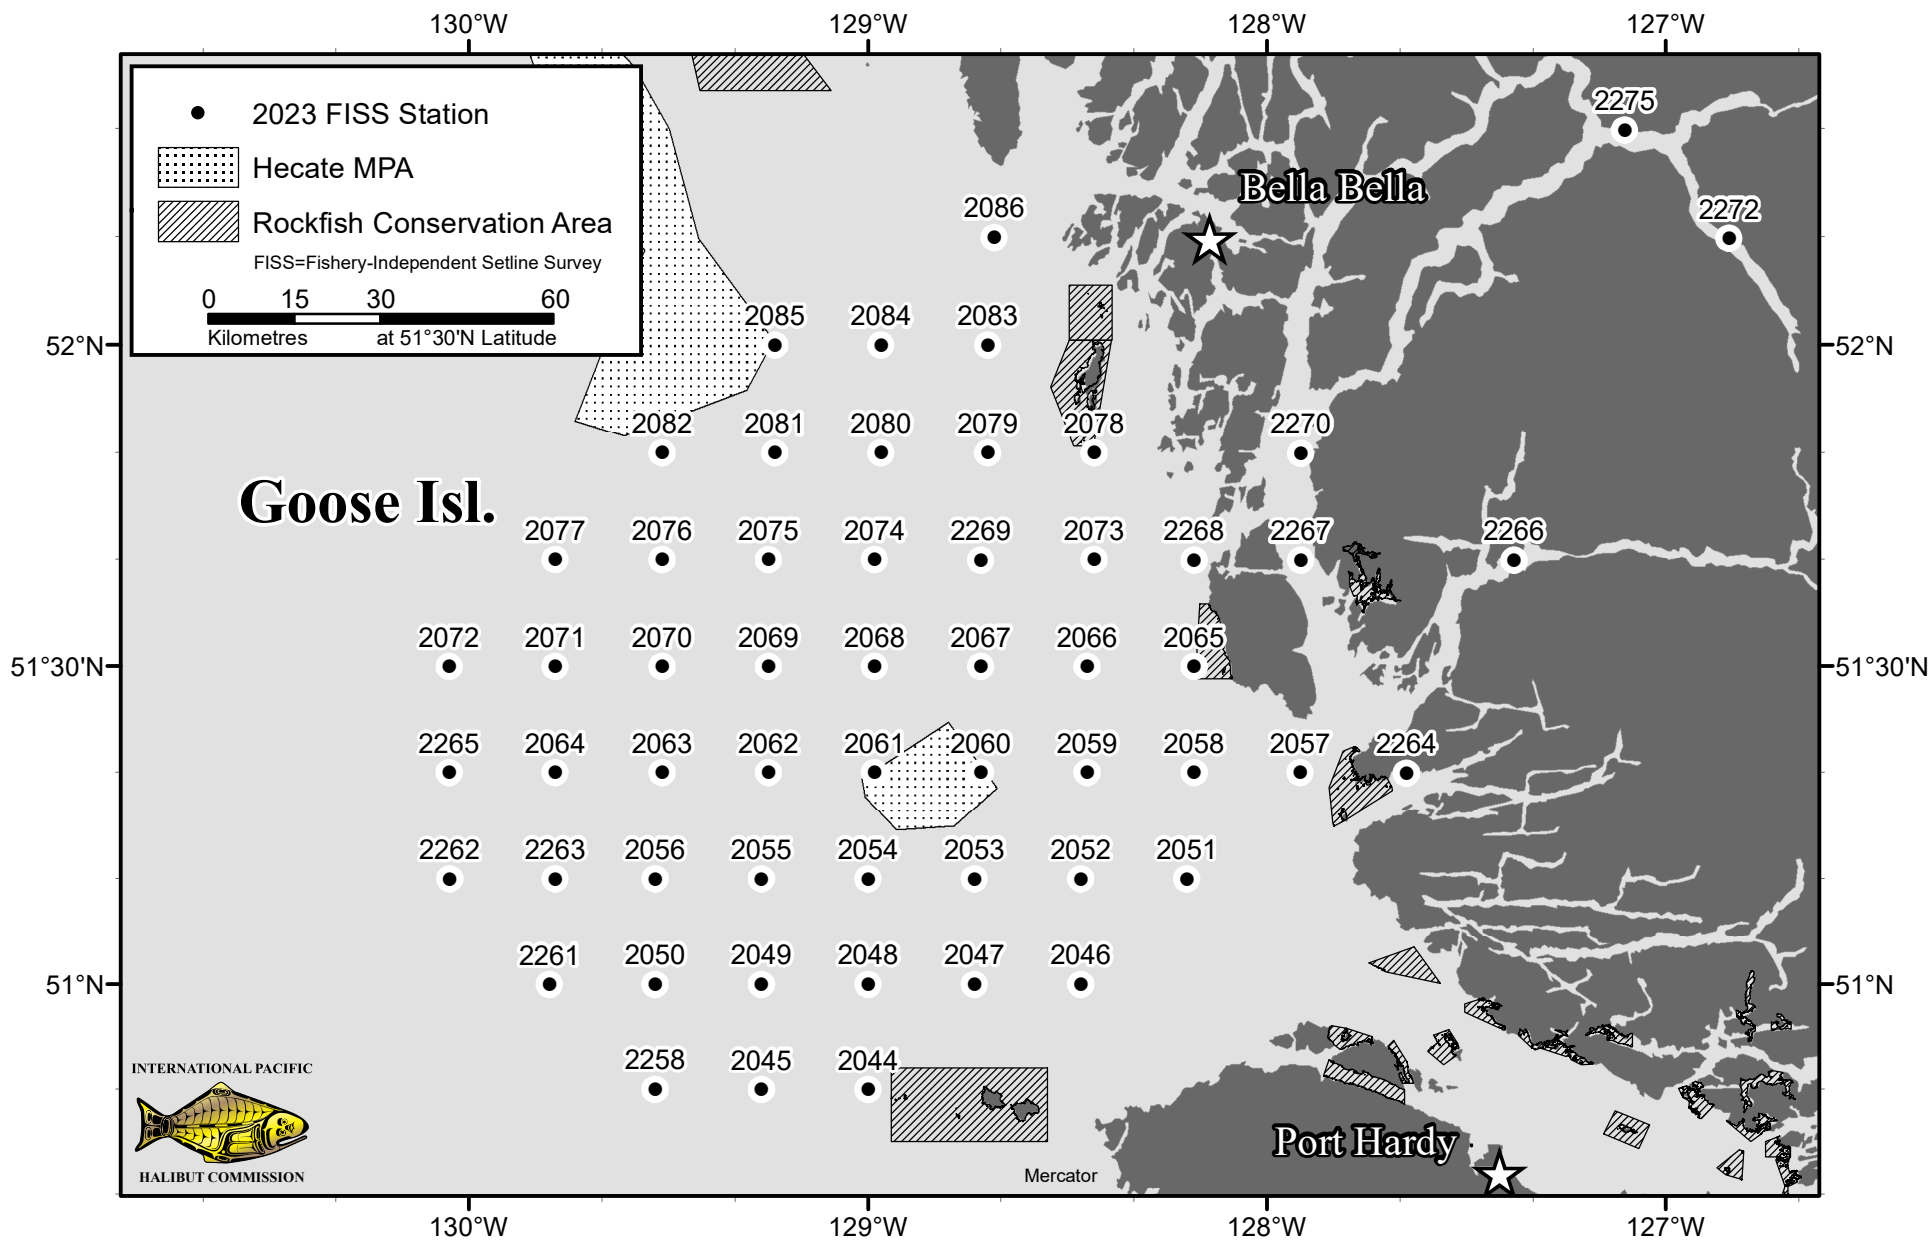 130°W 129°W 128°W 127°W
2023 FISS Station
Hecate MPA
Rockfish Conservation Area
FISS=Fishery-Independent Setline Survey
0 15 30 60
Kilometres at 51°30'N Latitude
2275
Bella Bella
2086 2272
2085 2084 2083
52°N 52°N
2082 2081 2080 2079 2078 2270
Goose Isl.
2077 2076 2075 2074 2269 2073 2268 2267 2266
2072 2071 2070 2069 2068 2067 2066 2065
51°30'N 51°30'N
2265 2064 2063 2062 2061 2060 2059 2058 2057 2264
2262 2263 2056 2055 2054 2053 2052 2051
2261 2050 2049 2048 2047 2046
51°N 51°N
2258 2045 2044
INTERNATIONAL PACIFIC
HALIBUT COMMISSION
Port Hardy
Mercator
130°W 129°W 128°W 127°W